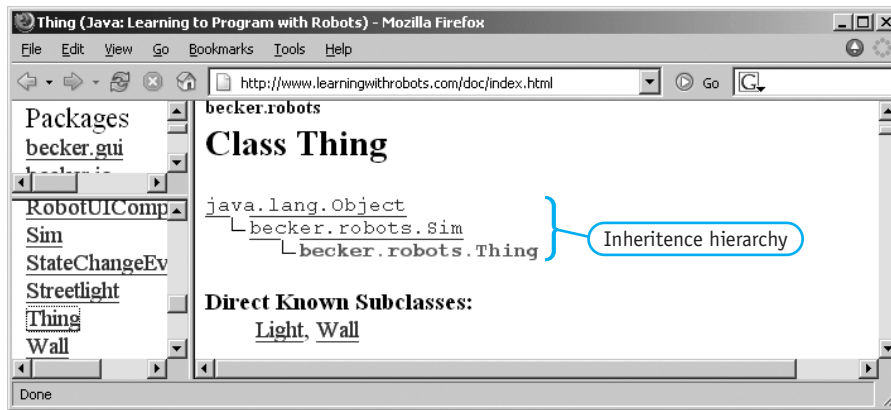 Thing (Java: Learning to Program with Robots) - Mozilla Firefox
File Edit View Go Bookmarks Tools Help
http://www.learningwithrobots.com/doc/index.html Go G
Packages
becker.gui
RobotUIComp
Sim
StateChangeEv
Streetlight
Thing
Wall
becker.robots
Class Thing
java.lang.Object
becker.robots.Sim
becker.robots.Thing
Inheritence hierarchy
Direct Known Subclasses:
Light, Wall
Done